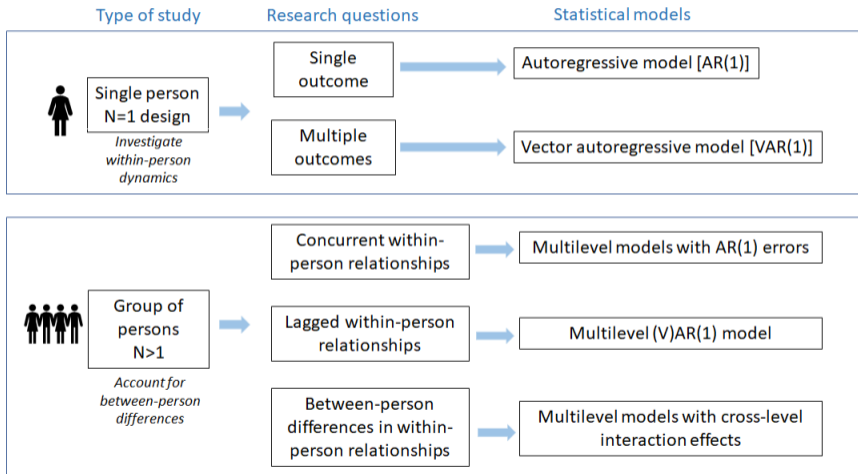 Type of study
Research questions
Statistical models
Single person
N=1 design
Investigate
within-person
dynamics
Single
outcome
Autoregressive model [AR(1)]
Multiple
outcomes
Vector autoregressive model [VAR(1)]
Group of
persons
N>1
Account for
between-person
differences
Concurrent within-
person relationships
Multilevel models with AR(1) errors
Lagged within-person
relationships
Multilevel (V)AR(1) model
Between-person
differences in within-
person relationships
Multilevel models with cross-level
interaction effects